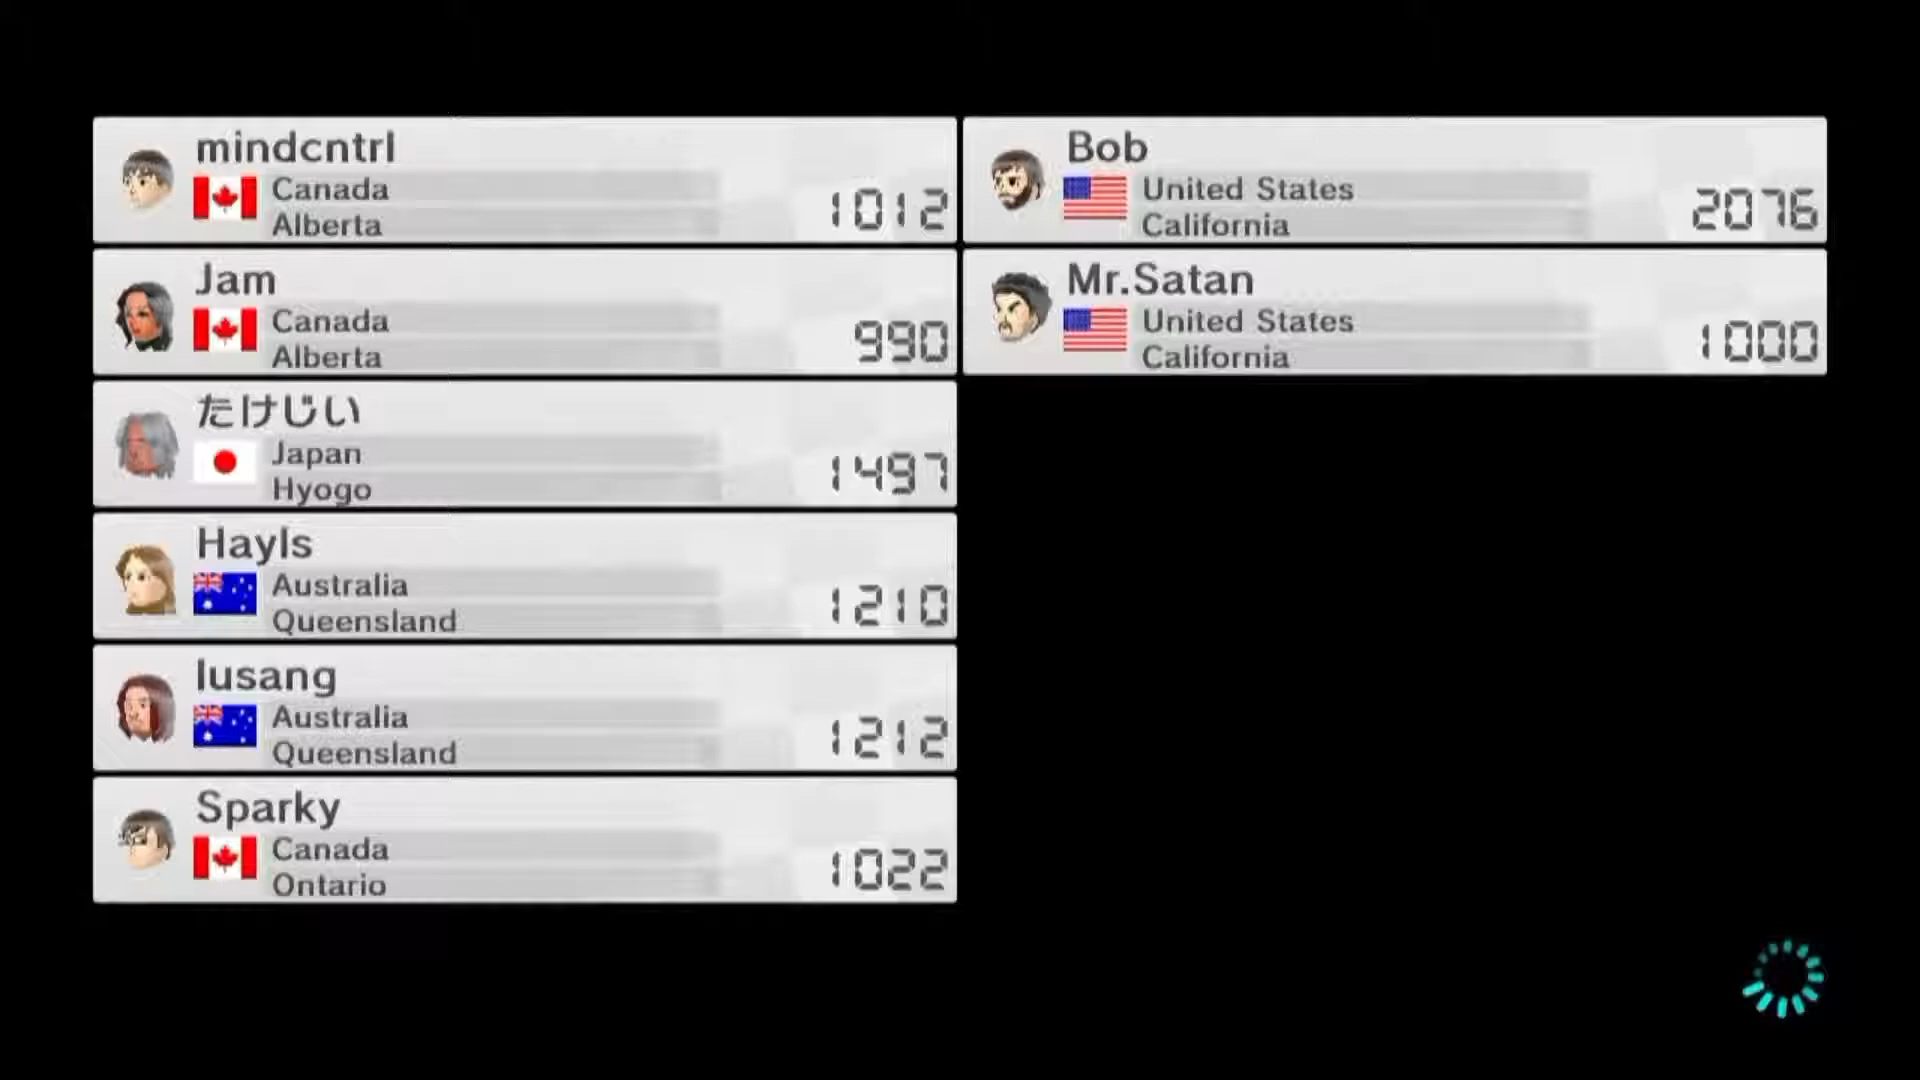 mindcntrl
Canada
Alberta
1012
Jam
Canada
Alberta
990
たけじい
Japan
Hyogo
1497
Hayls
Australia
Queensland
1210
lusang
Australia
Queensland
1212
Sparky
Canada
Ontario
1022
Bob
United States
California
2076
Mr.Satan
United States
California
1000